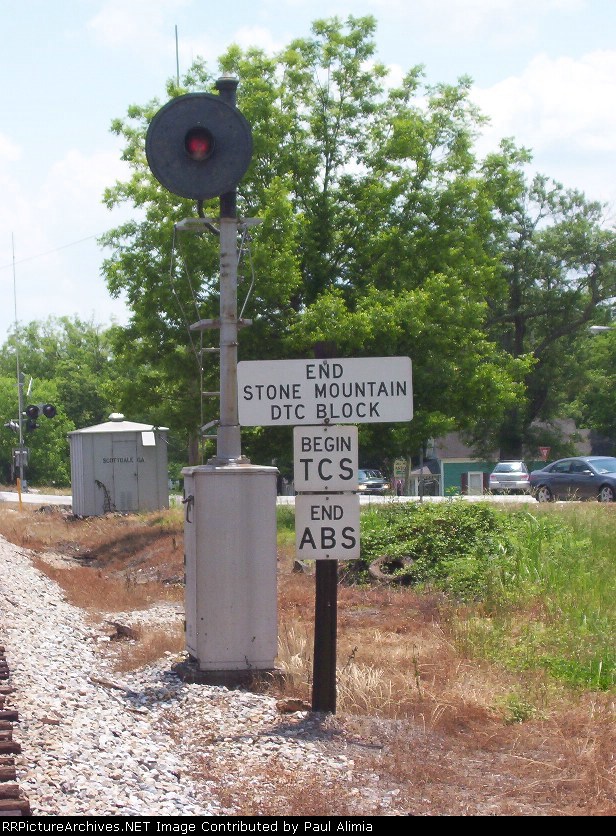 END
STONE MOUNTAIN
DTC BLOCK
BEGIN
TCS
END
ABS
SCOTTDALE GA
RRPictureArchives.NET Image Contributed by Paul Alimia